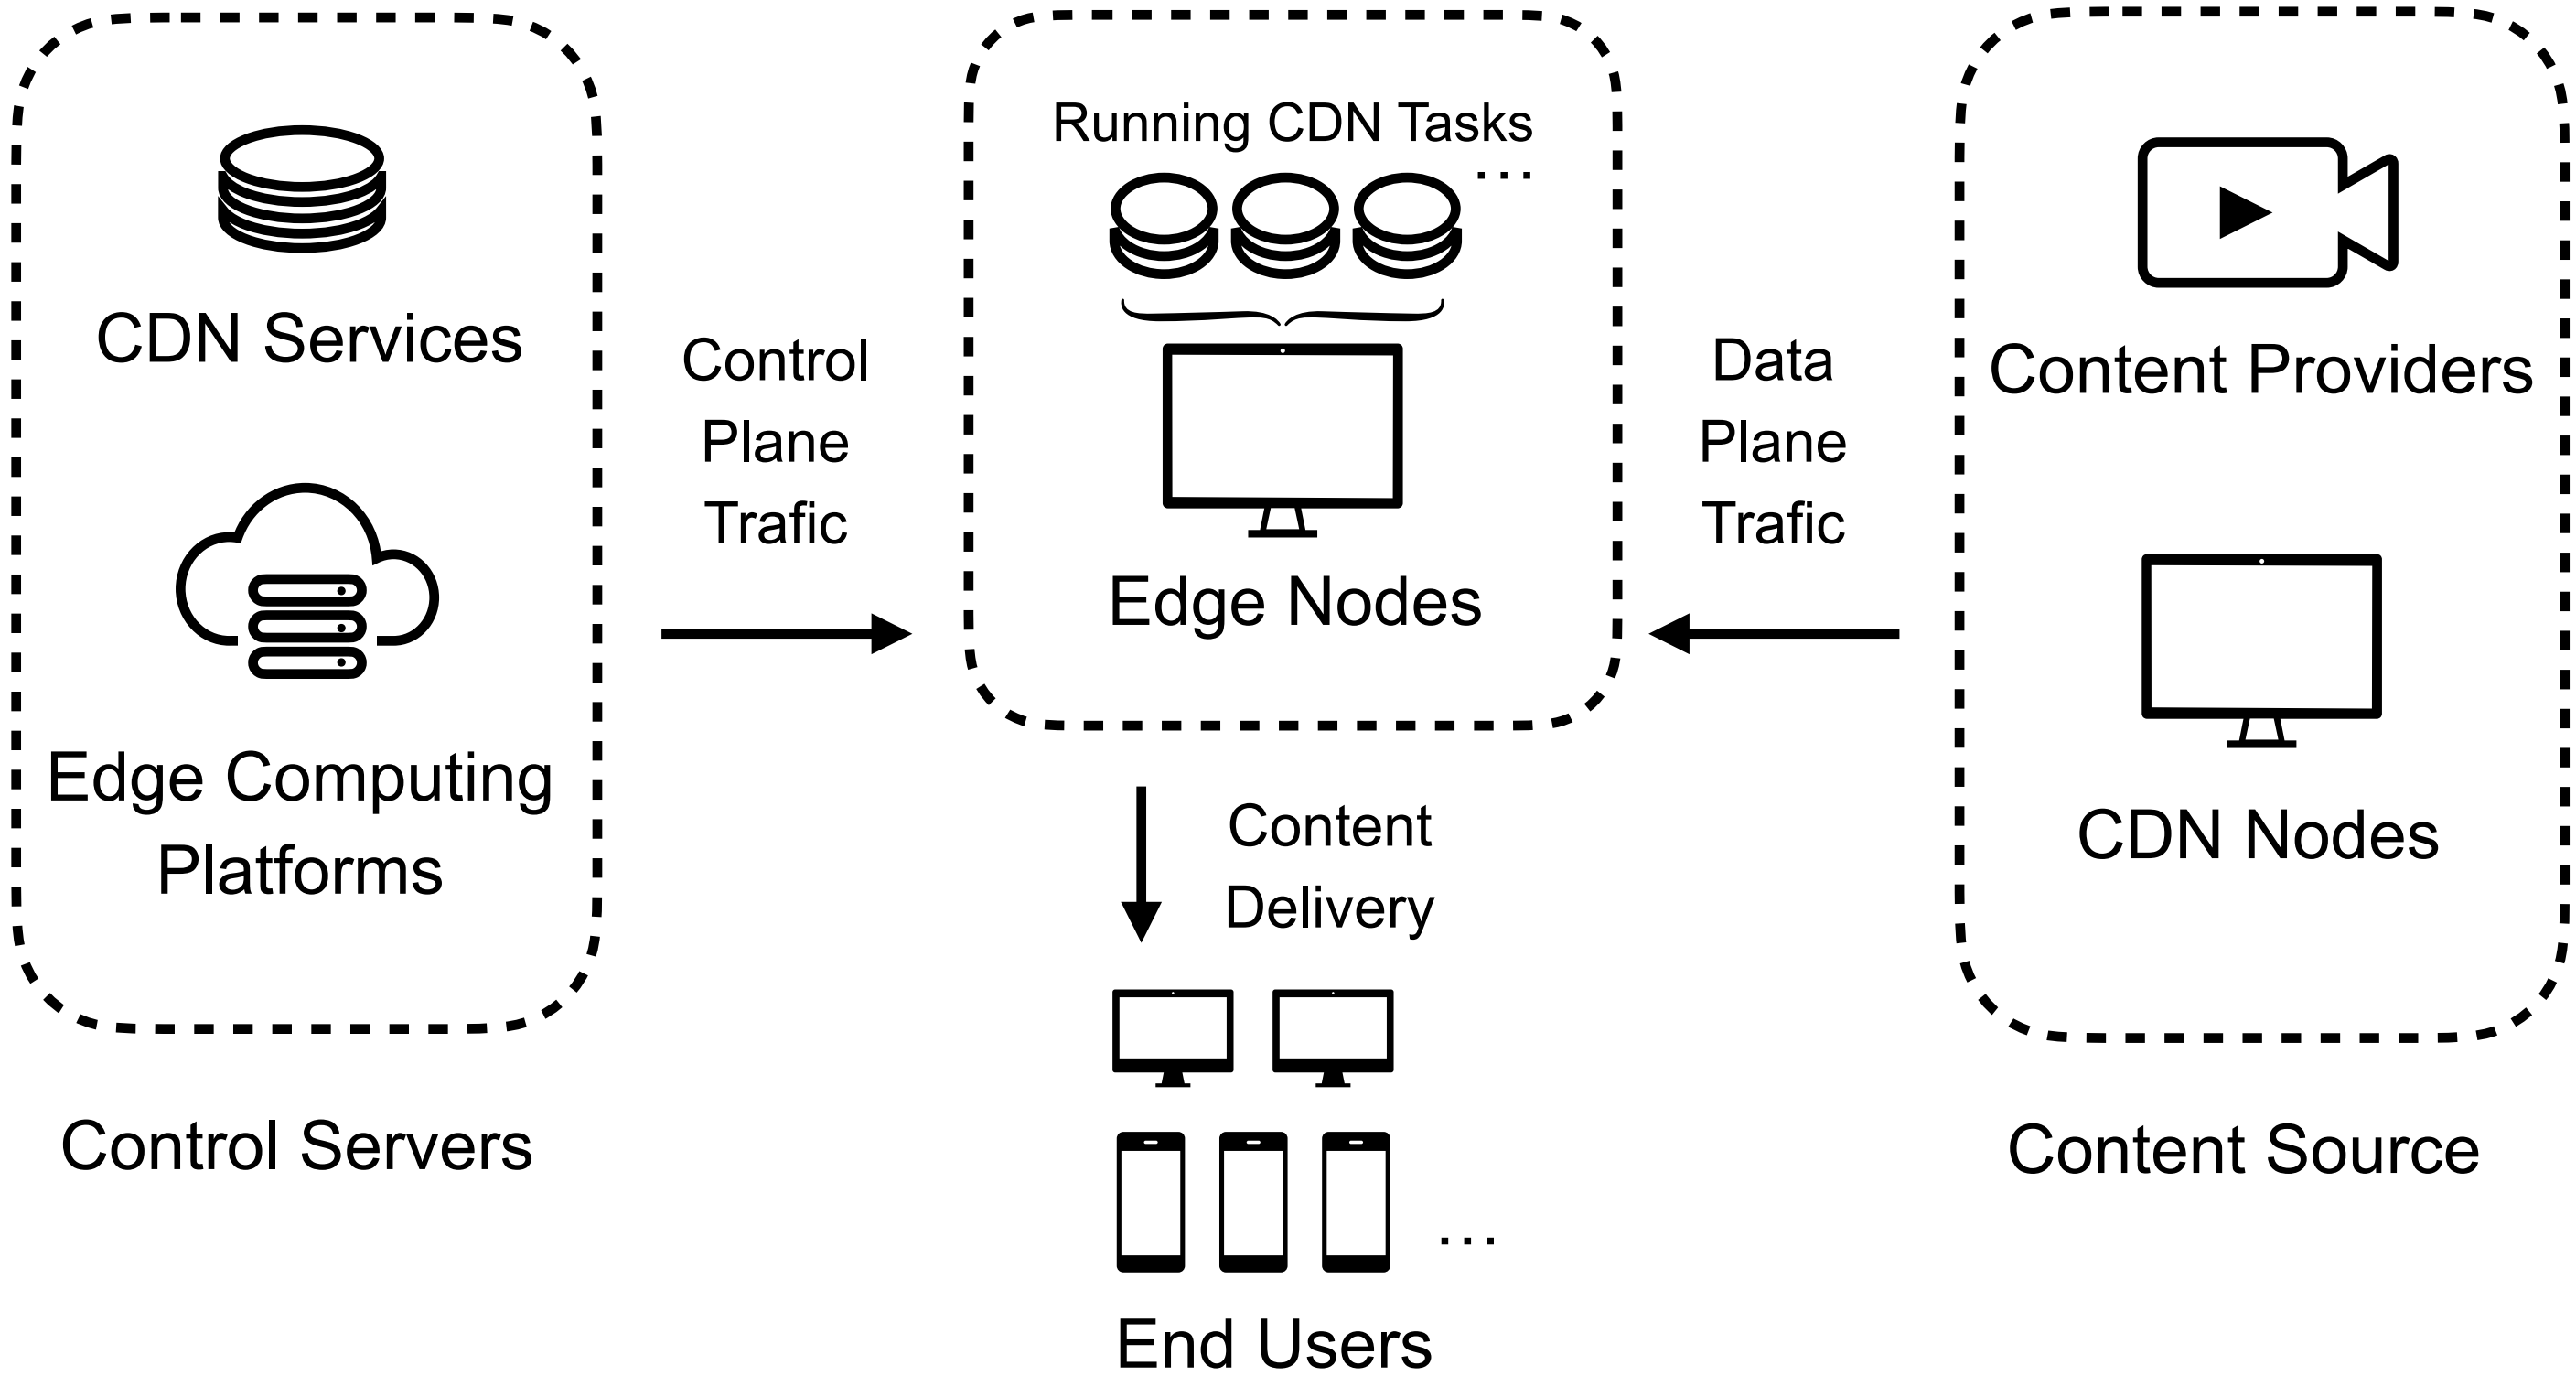 CDN Services
Edge Computing
Platforms
Control Servers
Control
Plane
Trafic
Running CDN Tasks
...
Edge Nodes
Content
Delivery
...
End Users
Data
Plane
Trafic
Content Providers
CDN Nodes
Content Source